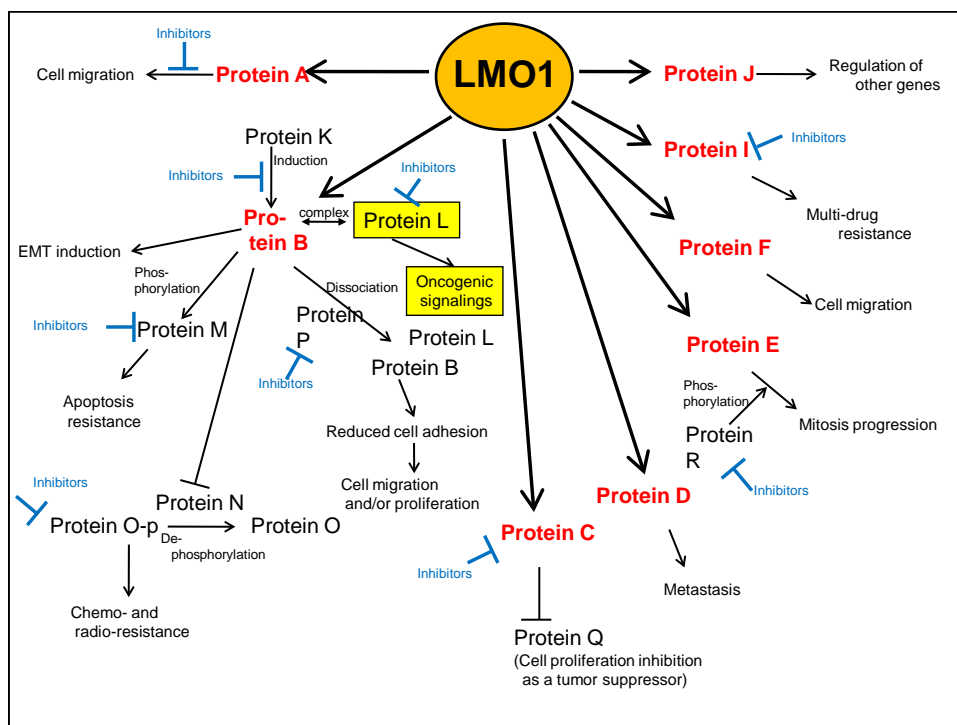 Inhibitors
Cell migration
Protein A
LMO1
Protein J
Regulation of
other genes
Protein K
Induction
Inhibitors
Inhibitors
Protein I
Inhibitors
Pro-
tein B
complex
Protein L
Multi-drug
resistance
EMT induction
Phos-
phorylation
Dissociation
Oncogenic
signalings
Protein F
Cell migration
Inhibitors
Protein M
Protein
P
Inhibitors
Protein L
Protein B
Protein E
Apoptosis
resistance
Phos-
phorylation
Mitosis progression
Reduced cell adhesion
Protein
R
Inhibitors
Cell migration
and/or proliferation
Inhibitors
Protein N
Protein O-p
De-
phosphorylation
Protein O
Protein D
Protein C
Inhibitors
Metastasis
Chemo- and
radio-resistance
Protein Q
(Cell proliferation inhibition
as a tumor suppressor)